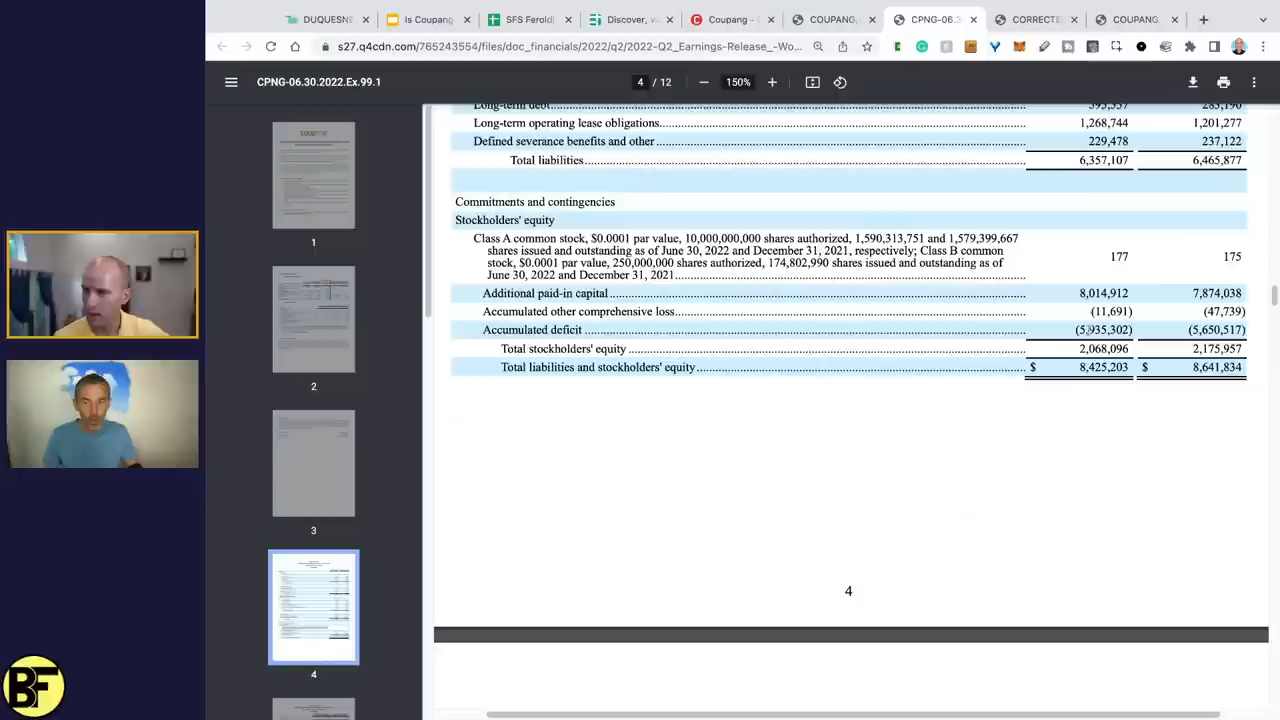 DUQUESNE
Is Coupang
SFS Ferold
Discover, v
Coupang –
COUPANG,
CPNG-06.3
CORRECTE
COUPANG
s27.q4cdn.com/765243554/files/doc_financials/2022/q2/2022-Q2_Earnings-Release_-Wo...
CPNG-06.30.2022.Ex.99.1
4 / 12
150%
Long-term debt 395,557 283,190
Long-term operating lease obligations 1,268,744 1,201,277
Defined severance benefits and other 229,478 237,122
Total liabilities 6,357,107 6,465,877
Commitments and contingencies
Stockholders' equity
Class A common stock, $0.0001 par value, 10,000,000,000 shares authorized, 1,590,313,751 and 1,579,399,667
shares issued and outstanding as of June 30, 2022 and December 31, 2021, respectively; Class B common
stock, $0.0001 par value, 250,000,000 shares authorized, 174,802,990 shares issued and outstanding as of
June 30, 2022 and December 31, 2021 177 175
Additional paid-in capital 8,014,912 7,874,038
Accumulated other comprehensive loss (11,691) (47,739)
Accumulated deficit (5,935,302) (5,650,517)
Total stockholders' equity 2,068,096 2,175,957
Total liabilities and stockholders' equity $ 8,425,203 $ 8,641,834
4
1
2
3
4
BF